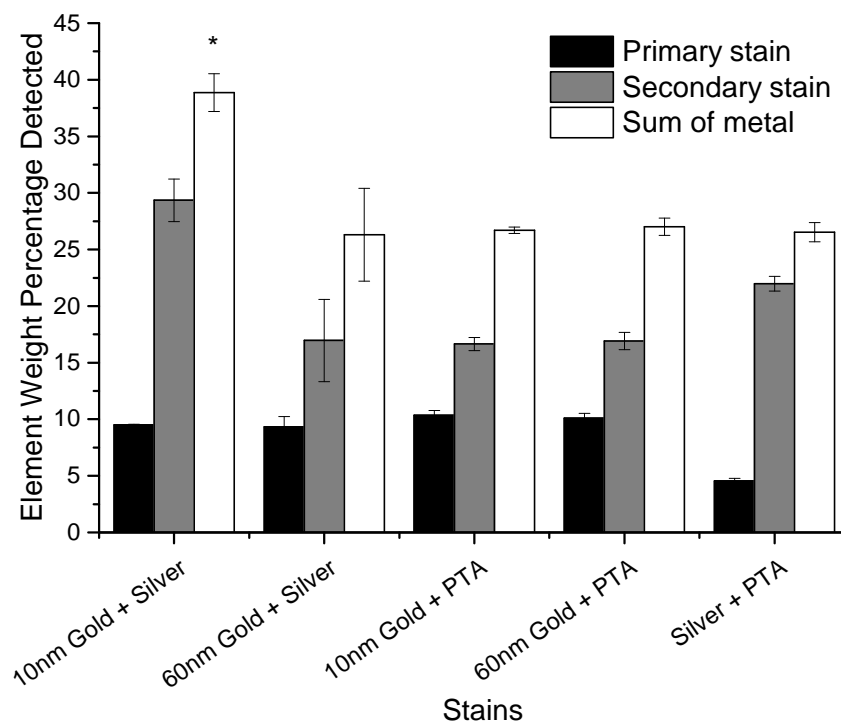 Element Weight Percentage Detected
45
40
35
30
25
20
15
10
5
0
*
Primary stain
Secondary stain
Sum of metal
10nm Gold + Silver
60nm Gold + Silver
10nm Gold + PTA
60nm Gold + PTA
Silver + PTA
Stains